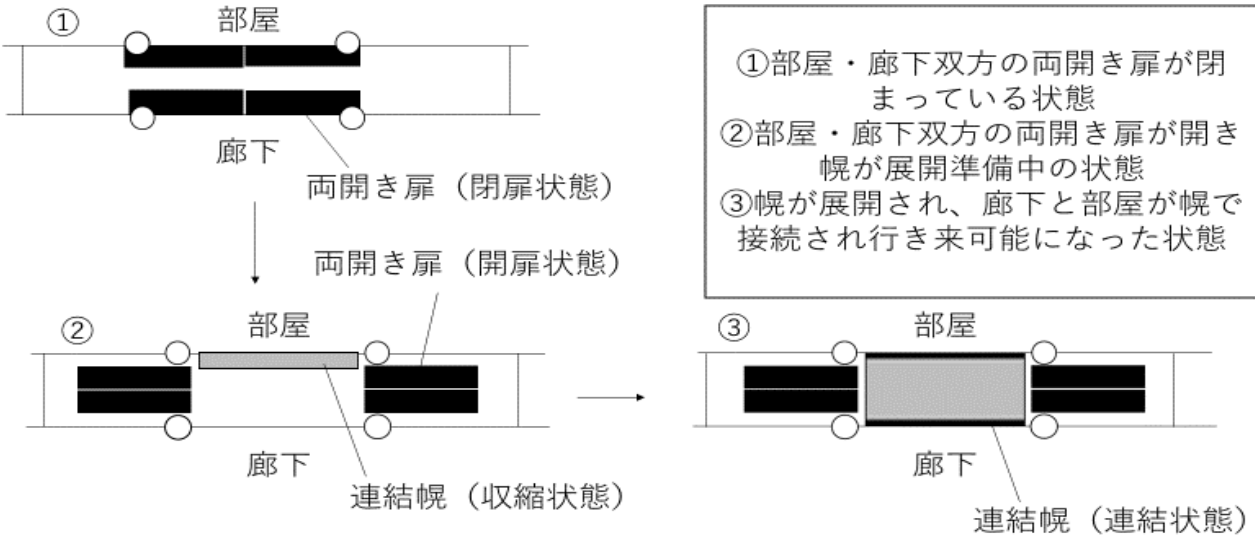 ①
部屋
廊下
両開き扉（閉扉状態）
両開き扉（開扉状態）
②
部屋
廊下
連結幌（収縮状態）
①部屋・廊下双方の両開き扉が閉
まっている状態
②部屋・廊下双方の両開き扉が開き
幌が展開準備中の状態
③幌が展開され、廊下と部屋が幌で
接続され行き来可能になった状態
③
部屋
廊下
連結幌（連結状態）